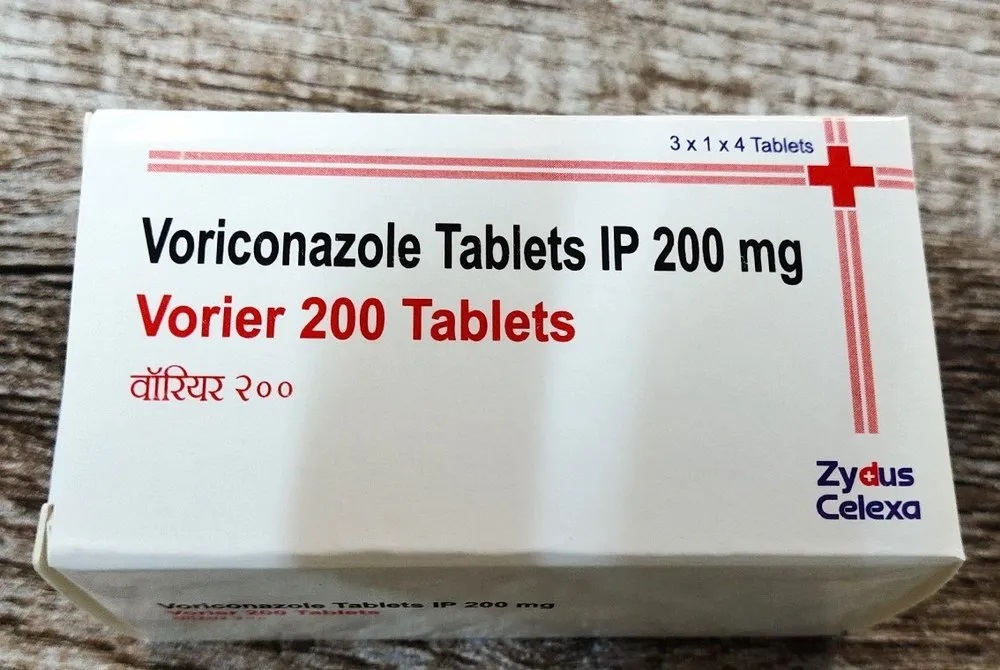 3 x 1 x 4 Tablets
Voriconazole Tablets IP 200 mg
Vorier 200 Tablets
वॉरियर २००
Zydus
Celexa
Voriconazole Tablets IP 200 mg
Vorier 200 Tablets